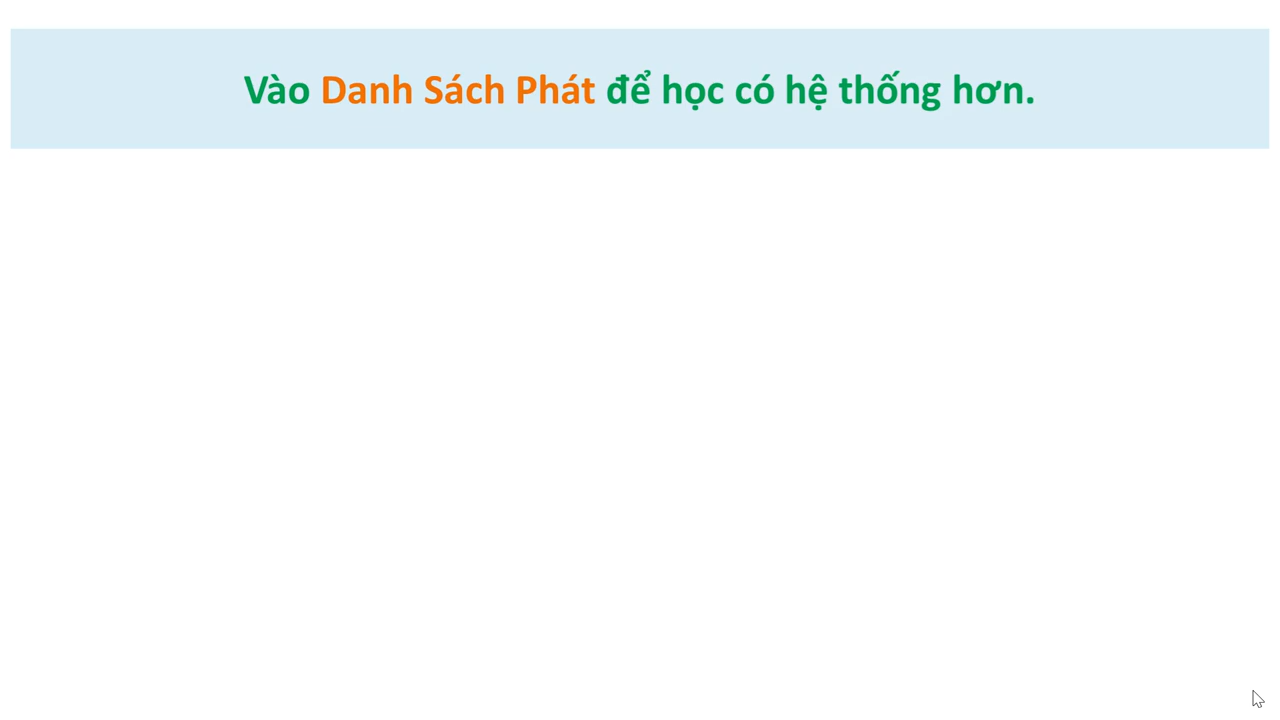 Vào Danh Sách Phát để học có hệ thống hơn.